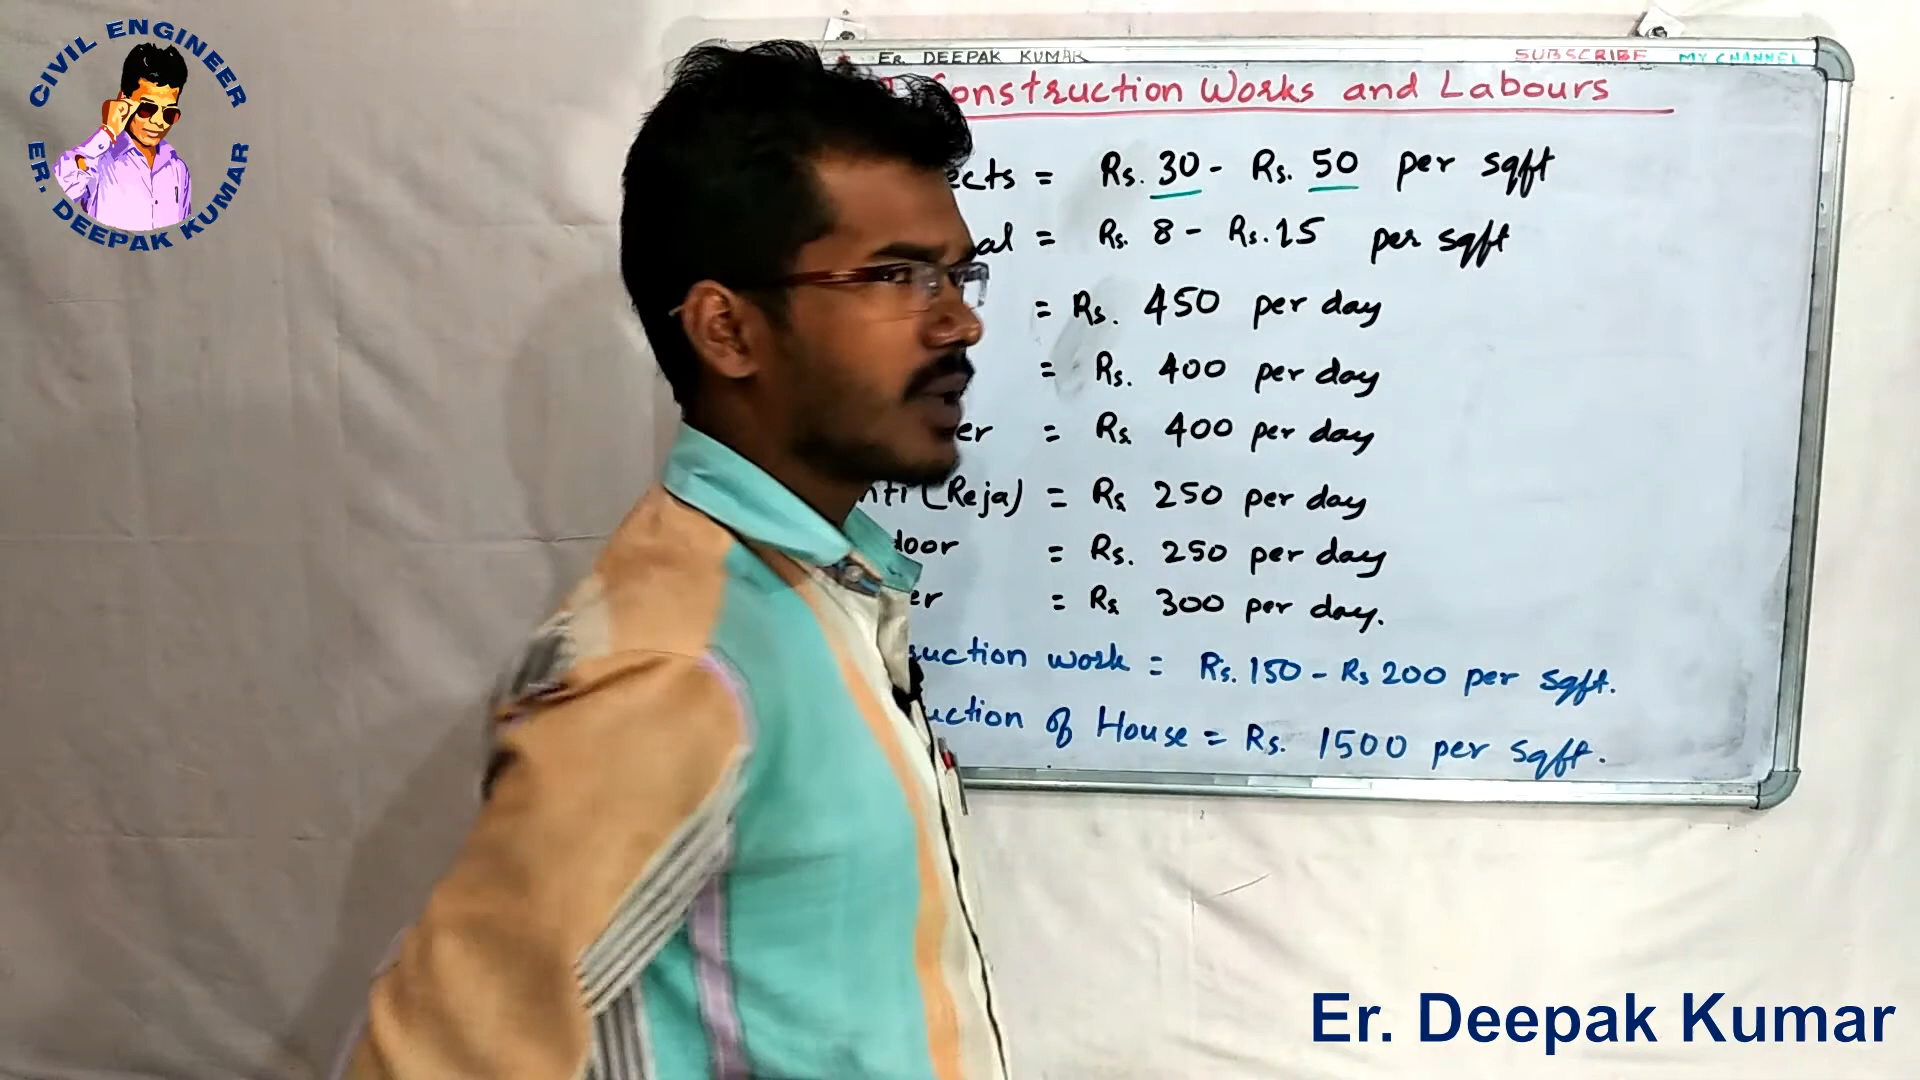 CIVIL ENGINEER
ER. DEEPAK KUMAR
ER. DEEPAK KUMAR SUBSCRIBE MY CHANNEL
onstruction Works and Labours
ects = Rs. 30 - Rs. 50 per sqft
al = Rs. 8 - Rs. 15 per sqft
= Rs. 450 per day
= Rs. 400 per day
er = Rs 400 per day
nti (Reja) = Rs 250 per day
door = Rs. 250 per day
er = Rs 300 per day.
ruction work = Rs. 150 - Rs 200 per sqft.
uction of House = Rs. 1500 per sqft.
Er. Deepak Kumar